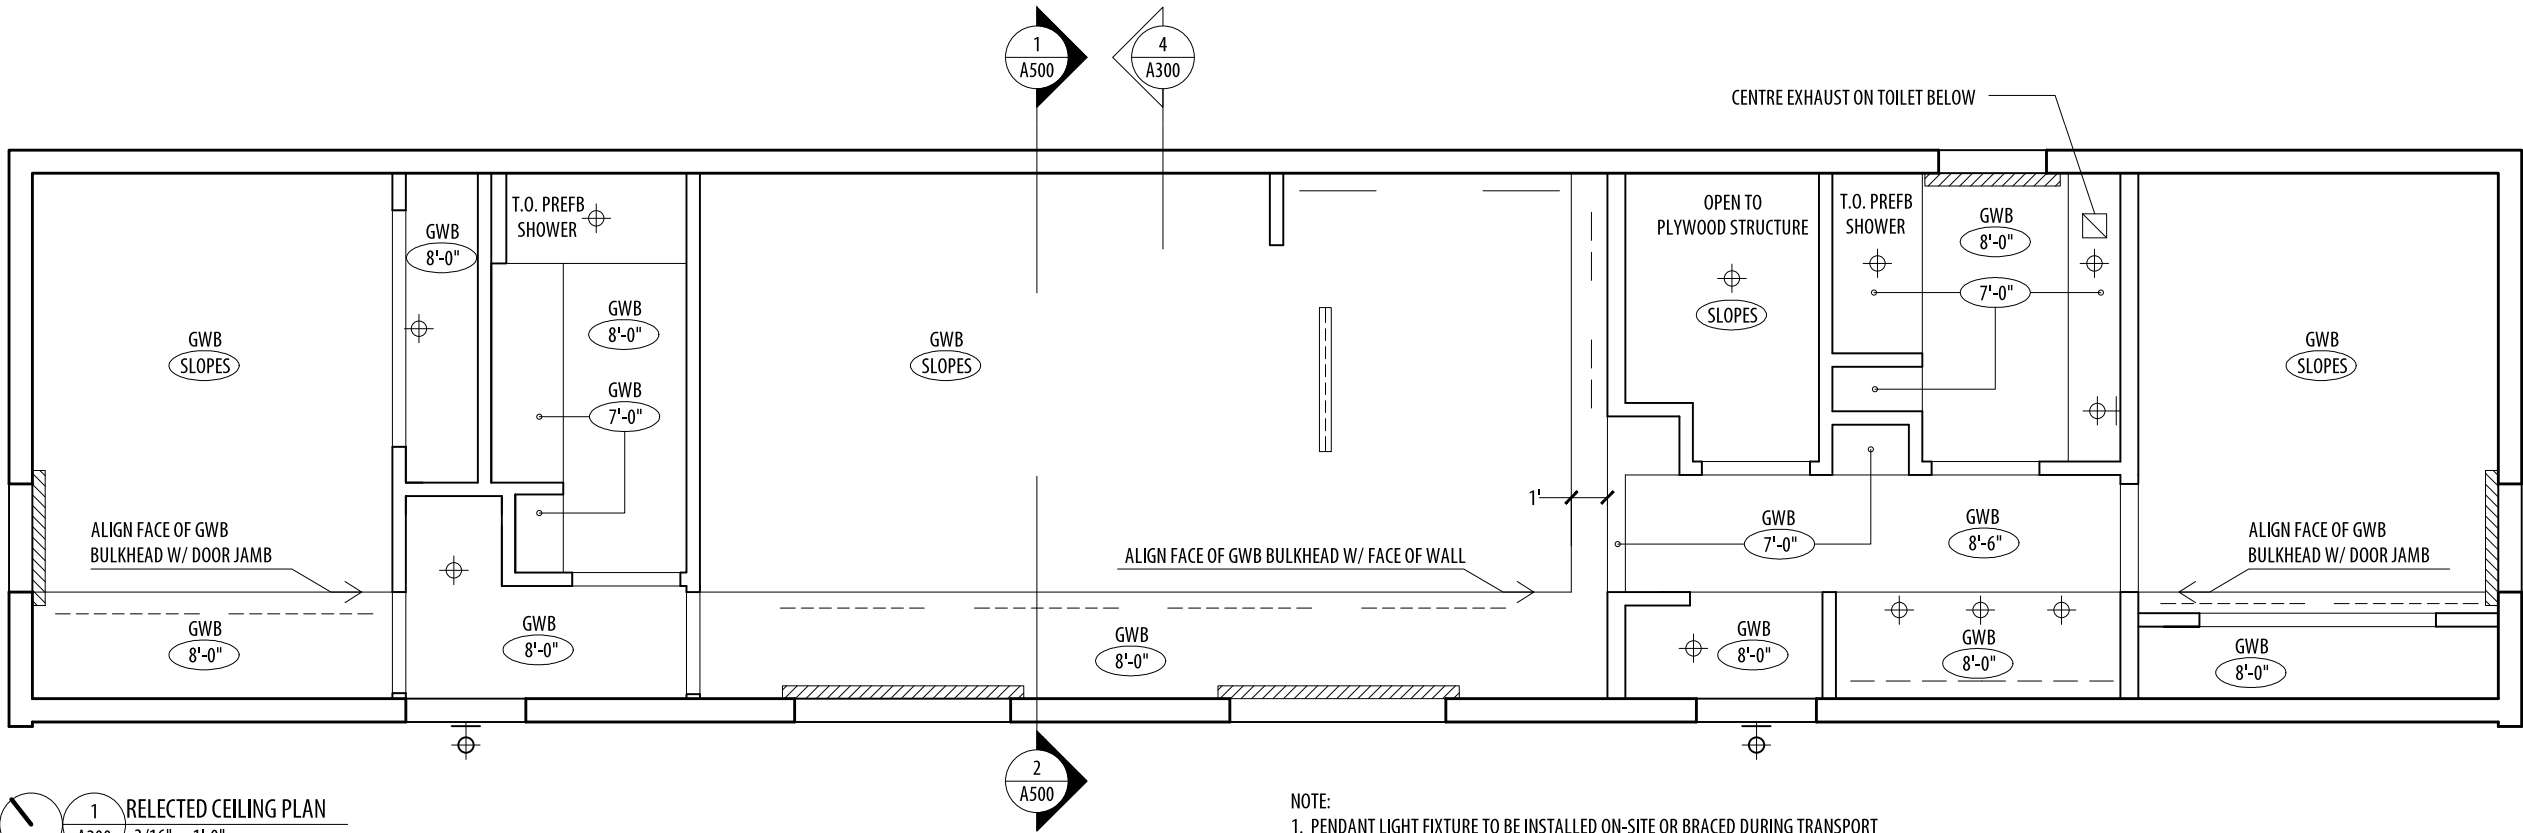 1
A500
4
A300
CENTRE EXHAUST ON TOILET BELOW
T.O. PREFB
SHOWER
GWB
8'-0"
OPEN TO
PLYWOOD STRUCTURE
T.O. PREFB
SHOWER
GWB
8'-0"
7'-0"
GWB
8'-0"
SLOPES
GWB
SLOPES
GWB
SLOPES
GWB
SLOPES
GWB
7'-0"
1'
ALIGN FACE OF GWB
BULKHEAD W/ DOOR JAMB
ALIGN FACE OF GWB BULKHEAD W/ FACE OF WALL
GWB
7'-0"
GWB
8'-6"
ALIGN FACE OF GWB
BULKHEAD W/ DOOR JAMB
GWB
8'-0"
GWB
8'-0"
GWB
8'-0"
GWB
8'-0"
GWB
8'-0"
GWB
8'-0"
2
A500
1
RELECTED CEILING PLAN
NOTE:
1. PENDANT LIGHT FIXTURE TO BE INSTALLED ON-SITE OR BRACED DURING TRANSPORT